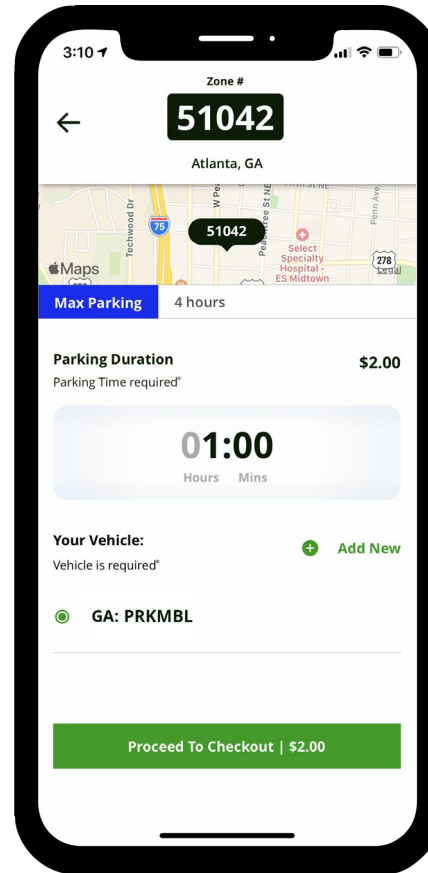 3:10
Zone #
51042
Atlanta, GA
Techwood Dr
75
W Pe
51042
Peachtree St NE
Penn Ave
Select
Specialty
Hospital -
ES Midtown
278
Maps
Legal
Max Parking 4 hours
Parking Duration $2.00
Parking Time required*
01:00
Hours Mins
Your Vehicle:
Add New
Vehicle is required*
GA: PRKMBL
Proceed To Checkout | $2.00